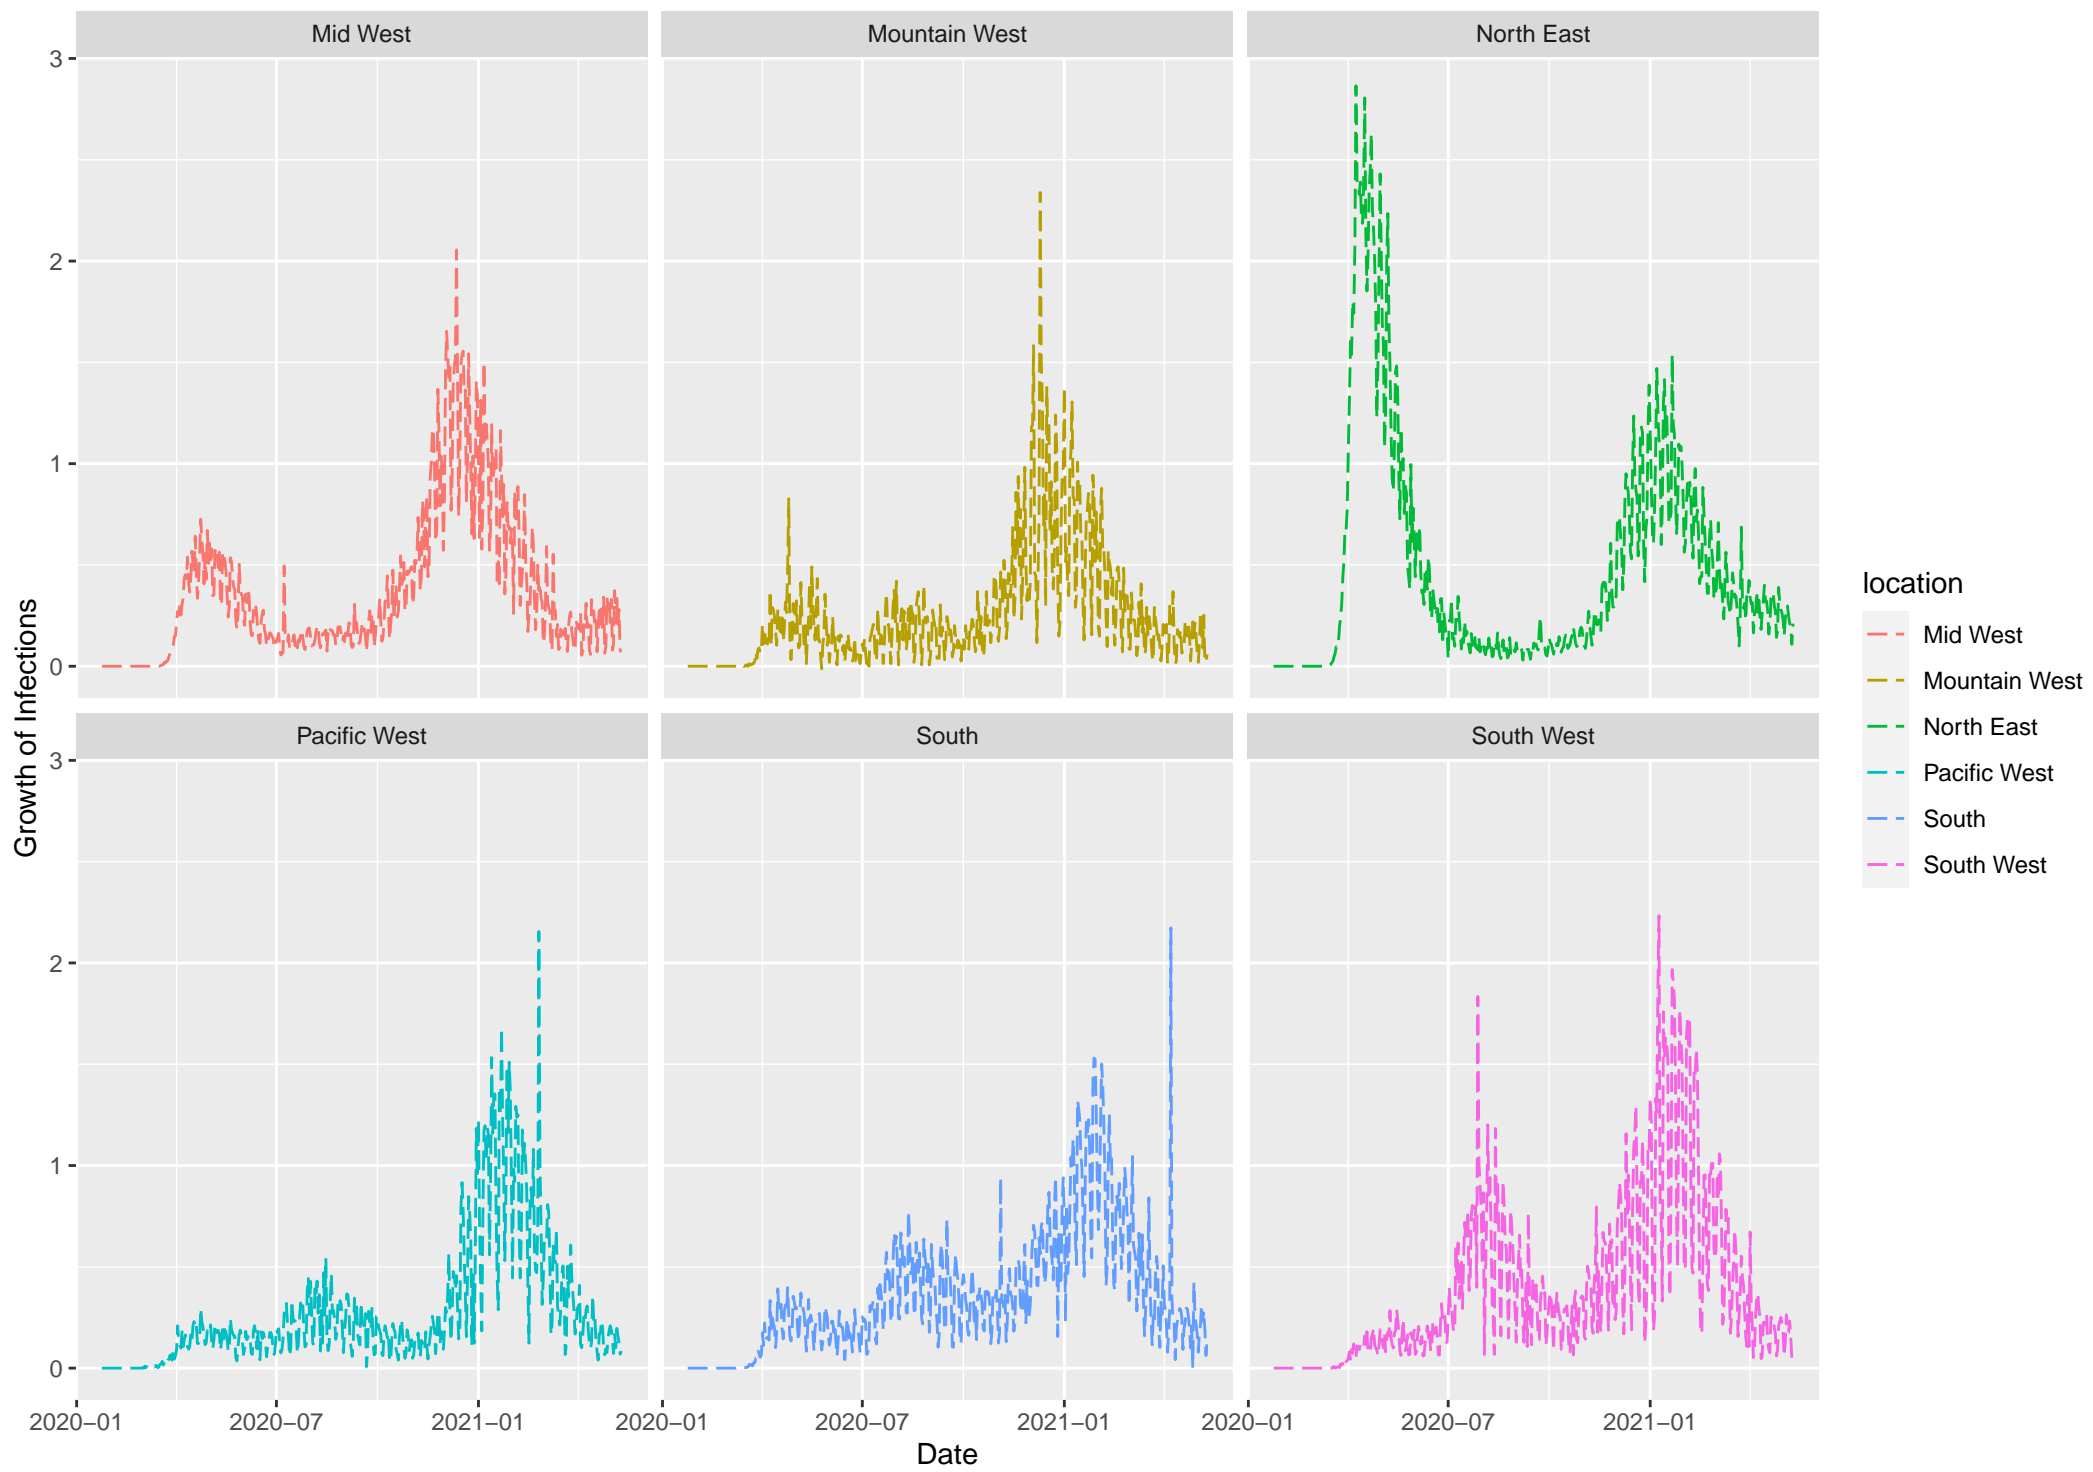 Mid West
Mountain West
North East
3
2
1
0
Pacific West
South
South West
3
2
1
0
2020–01
2020–07
2021–01
2020–01
2020–07
2021–01
2020–01
2020–07
2021–01
Date
Growth of Infections
location
Mid West
Mountain West
North East
Pacific West
South
South West